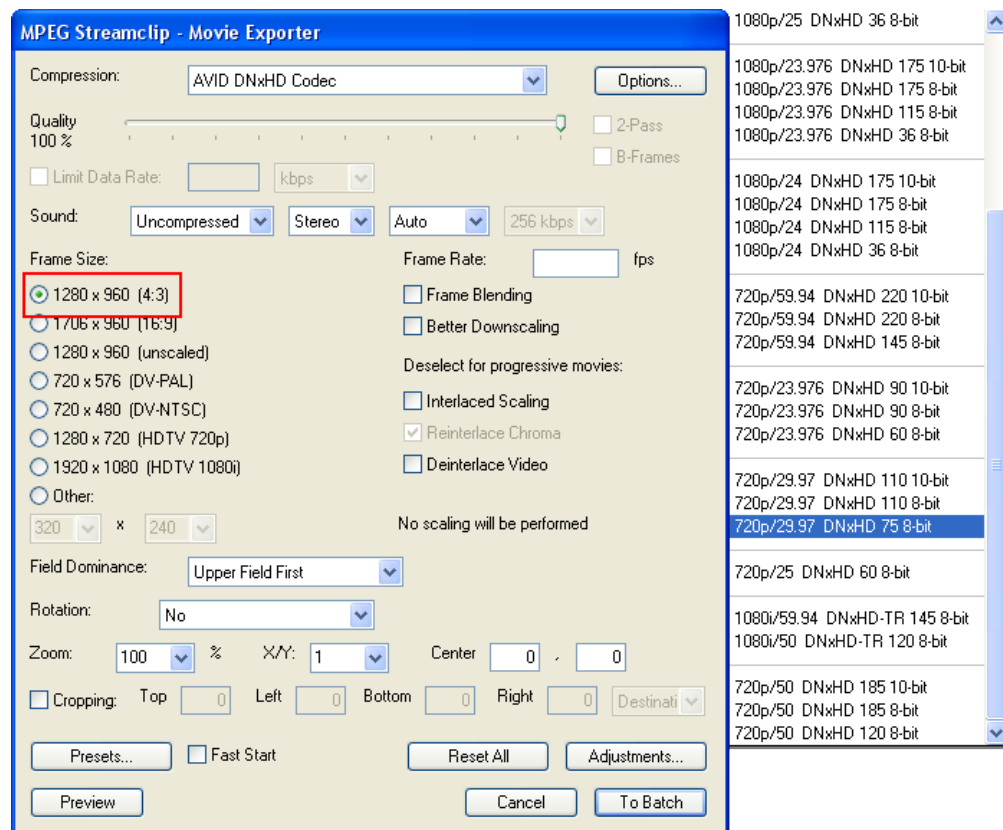 MPEG Streamclip - Movie Exporter
Compression: AVID DNxHD Codec Options...
Quality
100 % 2-Pass
B-Frames
Limit Data Rate: kbps
Sound: Uncompressed Stereo Auto 256 kbps
Frame Size: Frame Rate: fps
1280 x 960 (4:3) Frame Blending
1706 x 960 (16:9) Better Downscaling
1280 x 960 (unscaled)
Deselect for progressive movies:
720 x 576 (DV-PAL)
720 x 480 (DV-NTSC) Interlaced Scaling
1280 x 720 (HDTV 720p) Reinterlace Chroma
1920 x 1080 (HDTV 1080i) Deinterlace Video
Other:
320 x 240 No scaling will be performed
Field Dominance: Upper Field First
Rotation: No
Zoom: 100 % X/Y: 1 Center 0 , 0
Cropping: Top 0 Left 0 Bottom 0 Right 0 Destinati
Presets... Fast Start Reset All Adjustments...
Preview Cancel To Batch
1080p/25 DNxHD 36 8-bit
1080p/23.976 DNxHD 175 10-bit
1080p/23.976 DNxHD 175 8-bit
1080p/23.976 DNxHD 115 8-bit
1080p/23.976 DNxHD 36 8-bit
1080p/24 DNxHD 175 10-bit
1080p/24 DNxHD 175 8-bit
1080p/24 DNxHD 115 8-bit
1080p/24 DNxHD 36 8-bit
720p/59.94 DNxHD 220 10-bit
720p/59.94 DNxHD 220 8-bit
720p/59.94 DNxHD 145 8-bit
720p/23.976 DNxHD 90 10-bit
720p/23.976 DNxHD 90 8-bit
720p/23.976 DNxHD 60 8-bit
720p/29.97 DNxHD 110 10-bit
720p/29.97 DNxHD 110 8-bit
720p/29.97 DNxHD 75 8-bit
720p/25 DNxHD 60 8-bit
1080i/59.94 DNxHD-TR 145 8-bit
1080i/50 DNxHD-TR 120 8-bit
720p/50 DNxHD 185 10-bit
720p/50 DNxHD 185 8-bit
720p/50 DNxHD 120 8-bit